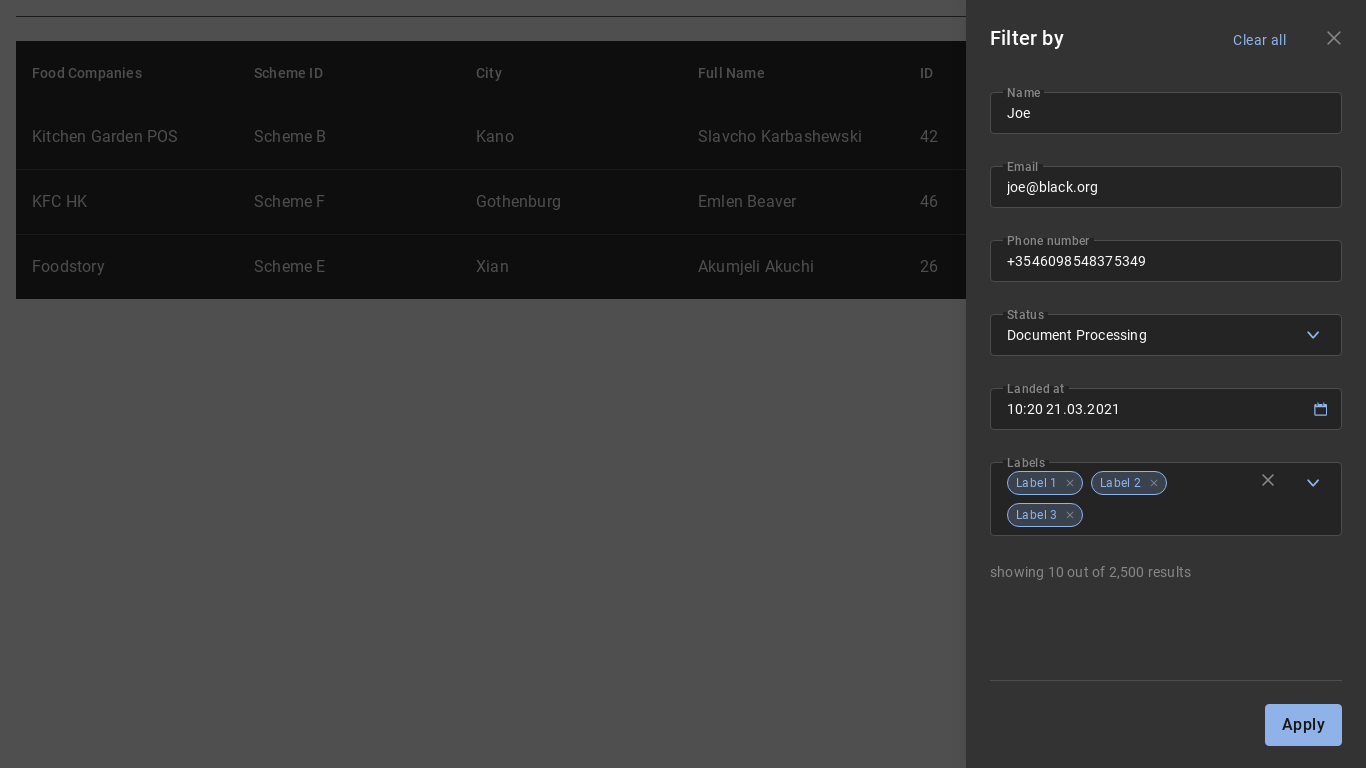 Food Companies Scheme ID City Full Name ID
Kitchen Garden POS Scheme B Kano Slavcho Karbashewski 42
KFC HK Scheme F Gothenburg Emlen Beaver 46
Foodstory Scheme E Xian Akumjeli Akuchi 26
Filter by Clear all
Name
Joe
Email
joe@black.org
Phone number
+3546098548375349
Status
Document Processing
Landed at
10:20 21.03.2021
Labels
Label 1 Label 2
Label 3
showing 10 out of 2,500 results
Apply